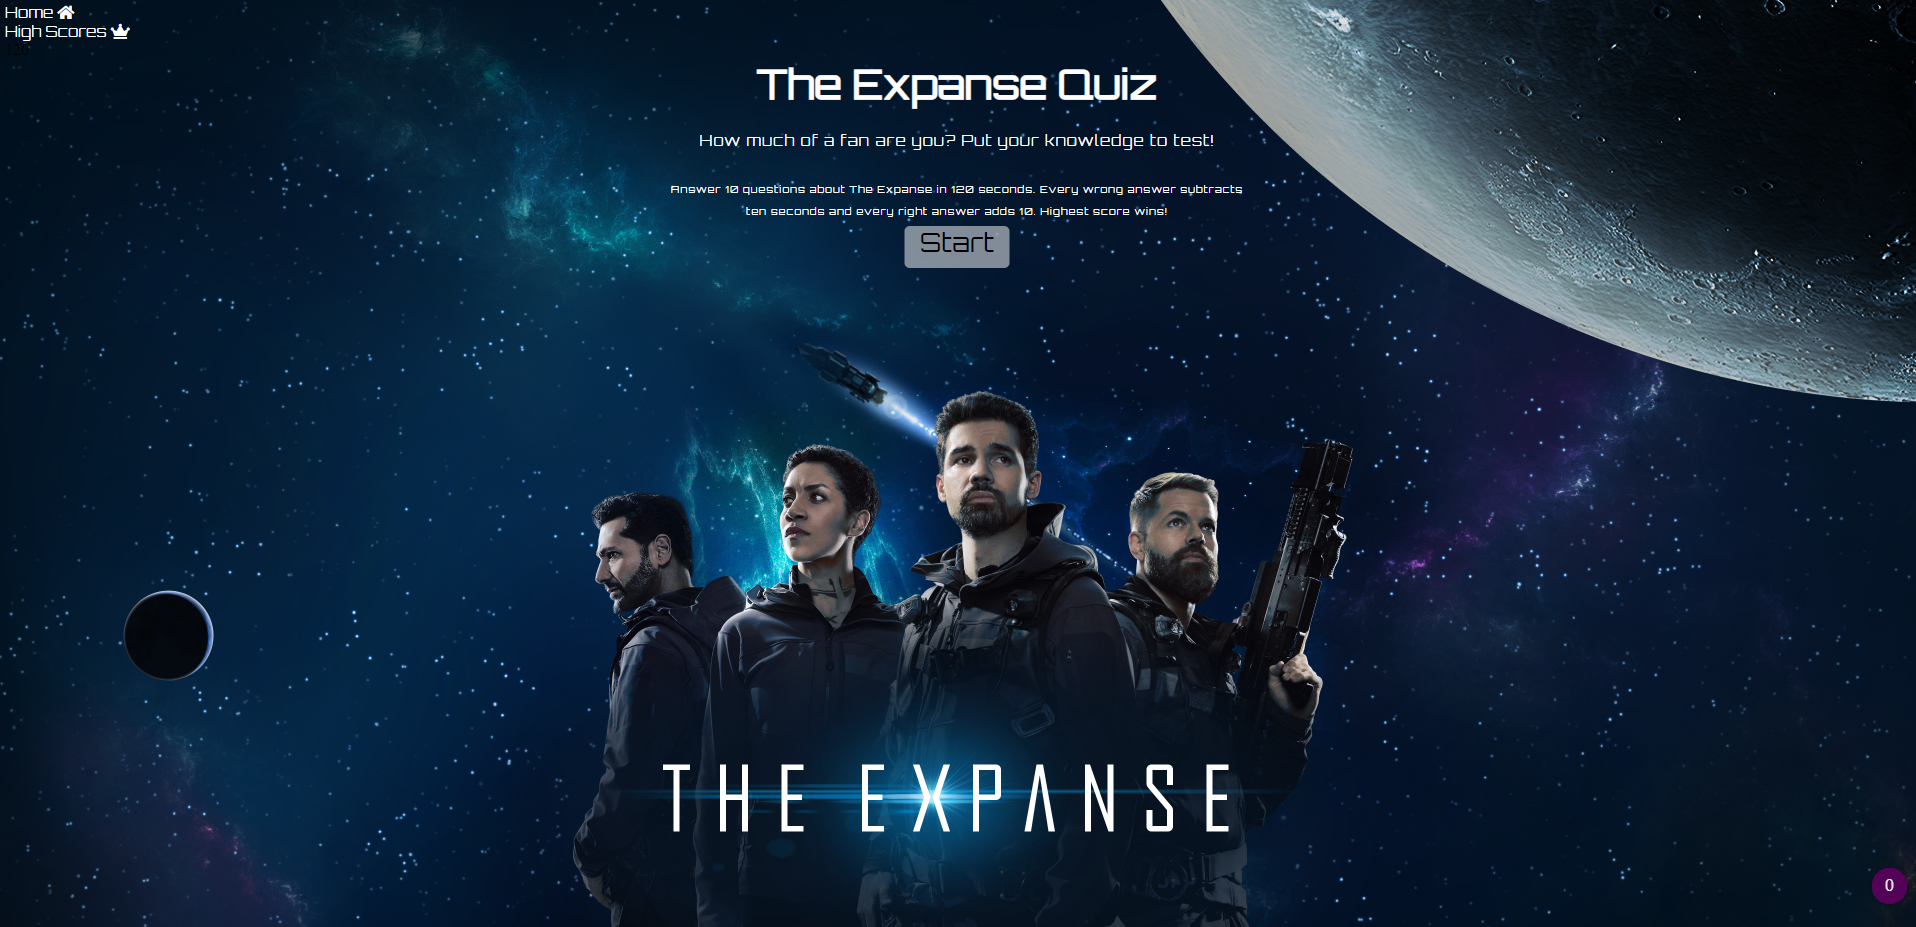 Home
High Scores
120
The Expanse Quiz
How much of a fan are you? Put your knowledge to test!
Answer 10 questions about The Expanse in 120 seconds. Every wrong answer subtracts
ten seconds and every right answer adds 10. Highest score wins!
Start
THE EXPANSE
0